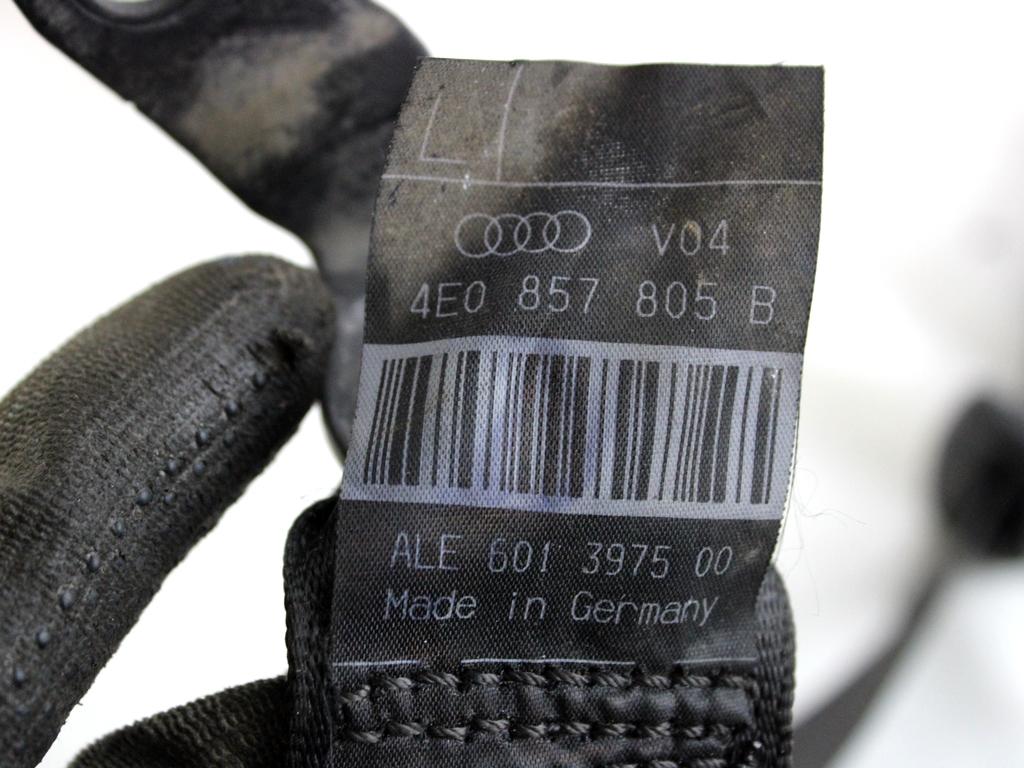 L
V04
4E0 857 805 B
ALE 601 3975 00
Made in Germany